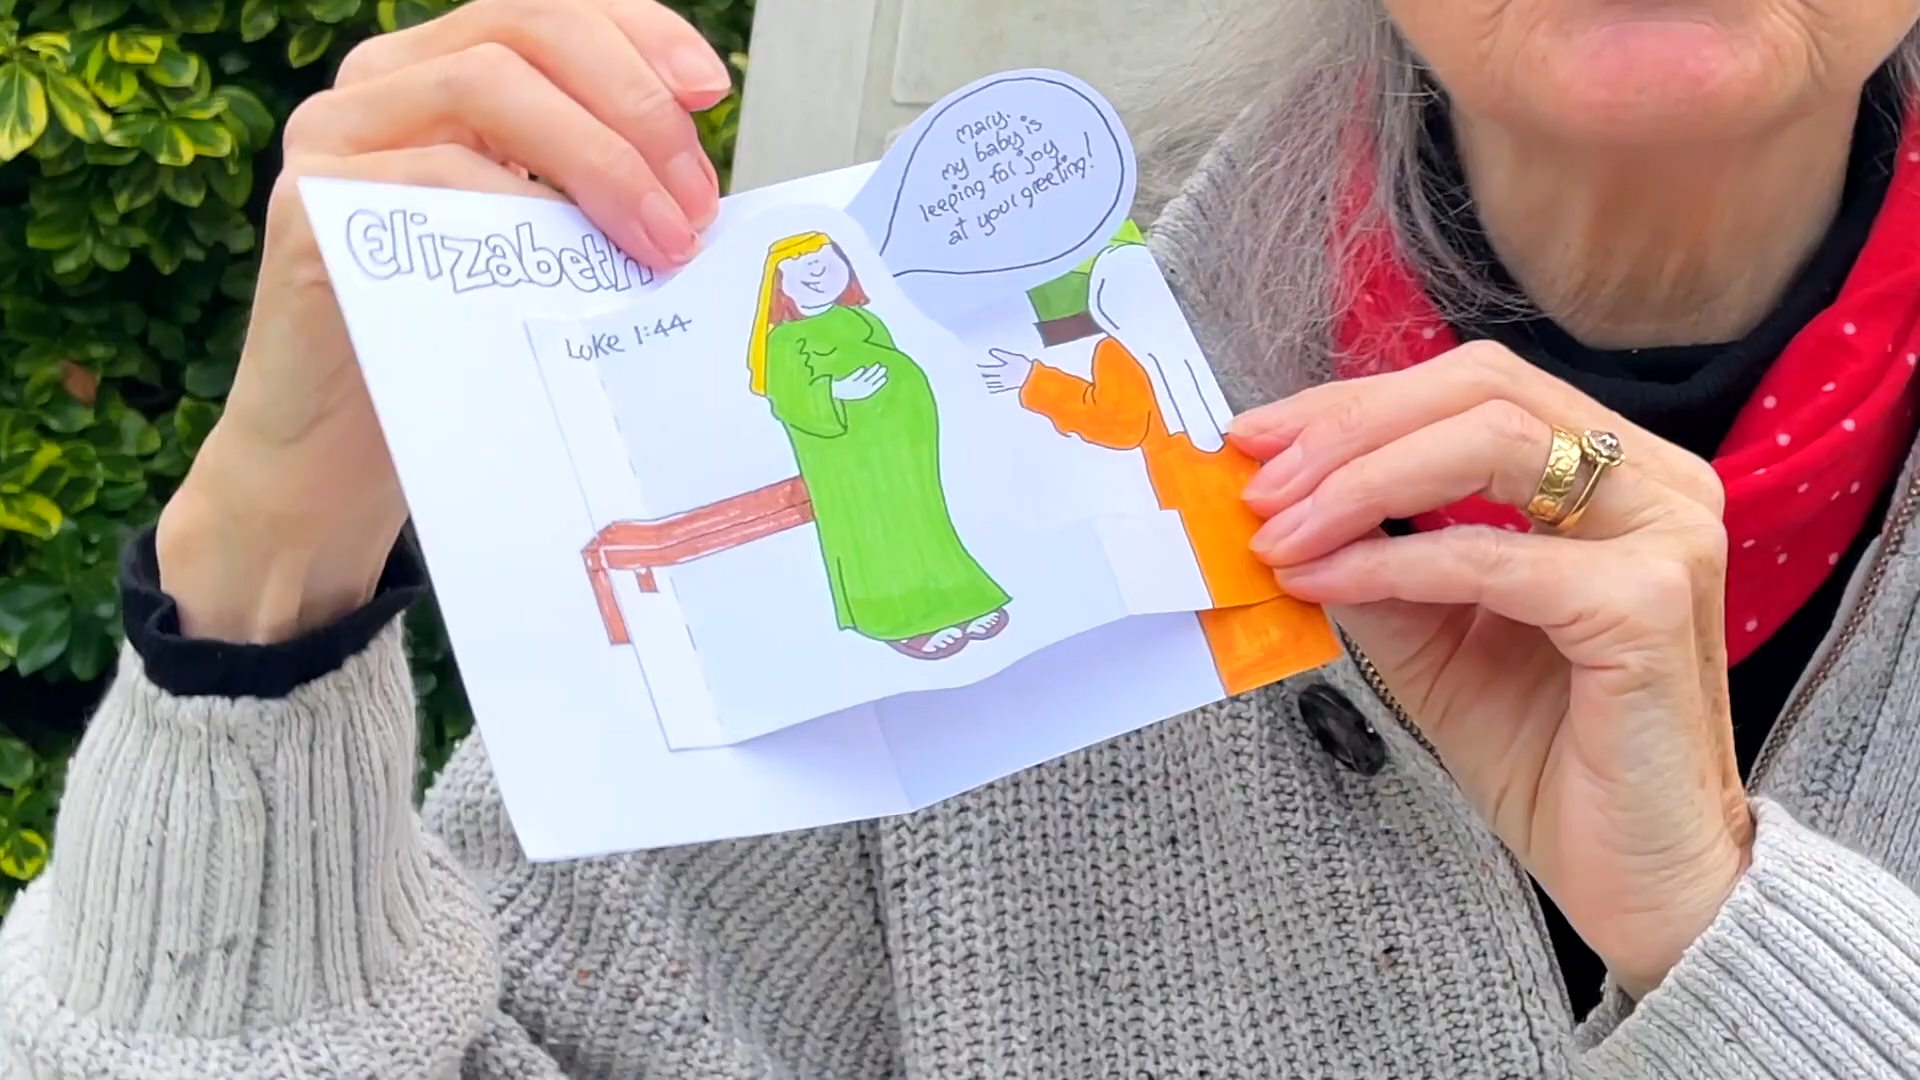 Elizabeth
Luke 1:44
Mary.
my baby is
leeping for joy
at your greeting!